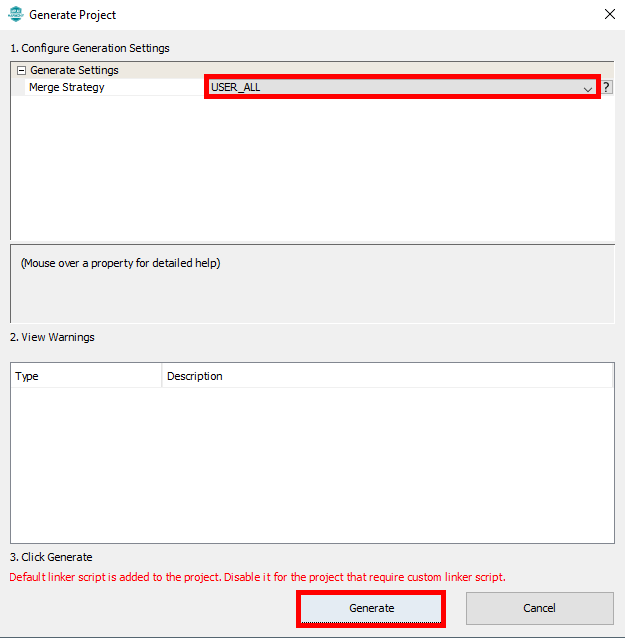 Generate Project
1. Configure Generation Settings
Generate Settings
Merge Strategy USER_ALL ?
(Mouse over a property for detailed help)
2. View Warnings
Type Description
3. Click Generate
Default linker script is added to the project. Disable it for the project that require custom linker script.
Generate Cancel